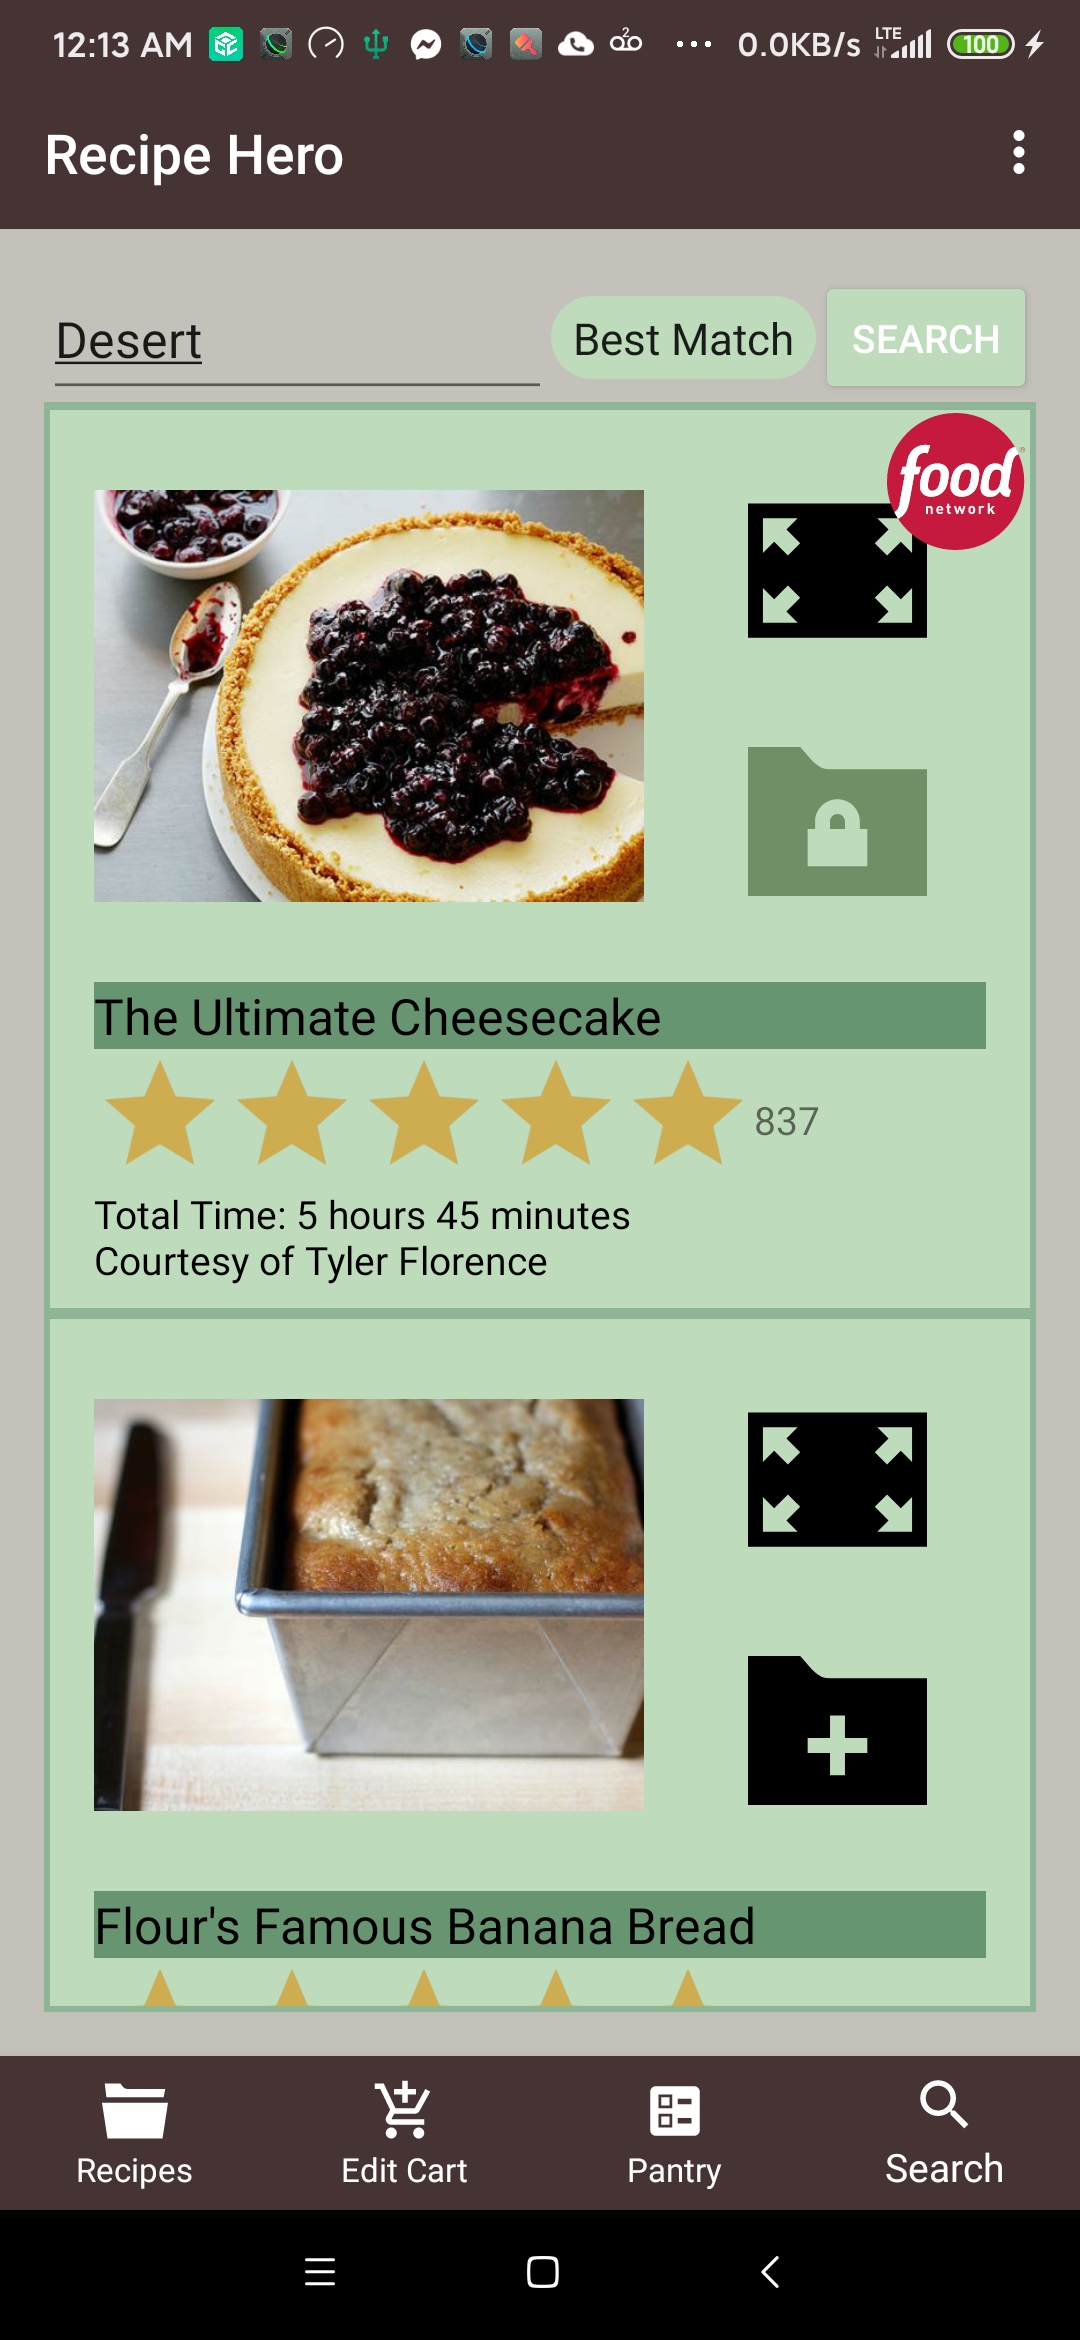 12:13 AM 2 0.0KB/s LTE 100
Recipe Hero
Desert Best Match SEARCH
food
network
The Ultimate Cheesecake
837
Total Time: 5 hours 45 minutes
Courtesy of Tyler Florence
Flour's Famous Banana Bread
Recipes Edit Cart Pantry Search